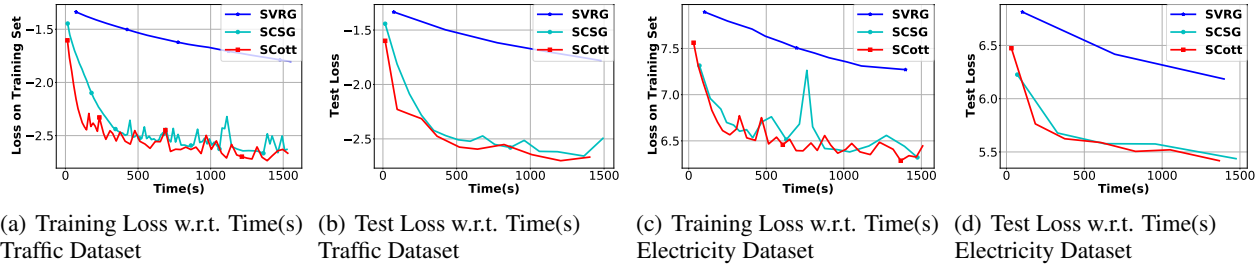 Loss on Training Set
−1.5
−2.0
−2.5
0
500
1000
1500
Time(s)
SVRG
SCSG
SCott
Test Loss
−1.5
−2.0
−2.5
0
500
1000
1500
Time(s)
SVRG
SCSG
SCott
Loss on Training Set
7.5
7.0
6.5
0
500
1000
1500
Time(s)
SVRG
SCSG
SCott
Test Loss
6.5
6.0
5.5
0
500
1000
1500
Time(s)
SVRG
SCSG
SCott
(a) Training Loss w.r.t. Time(s)
Traffic Dataset
(b) Test Loss w.r.t. Time(s)
Traffic Dataset
(c) Training Loss w.r.t. Time(s)
Electricity Dataset
(d) Test Loss w.r.t. Time(s)
Electricity Dataset